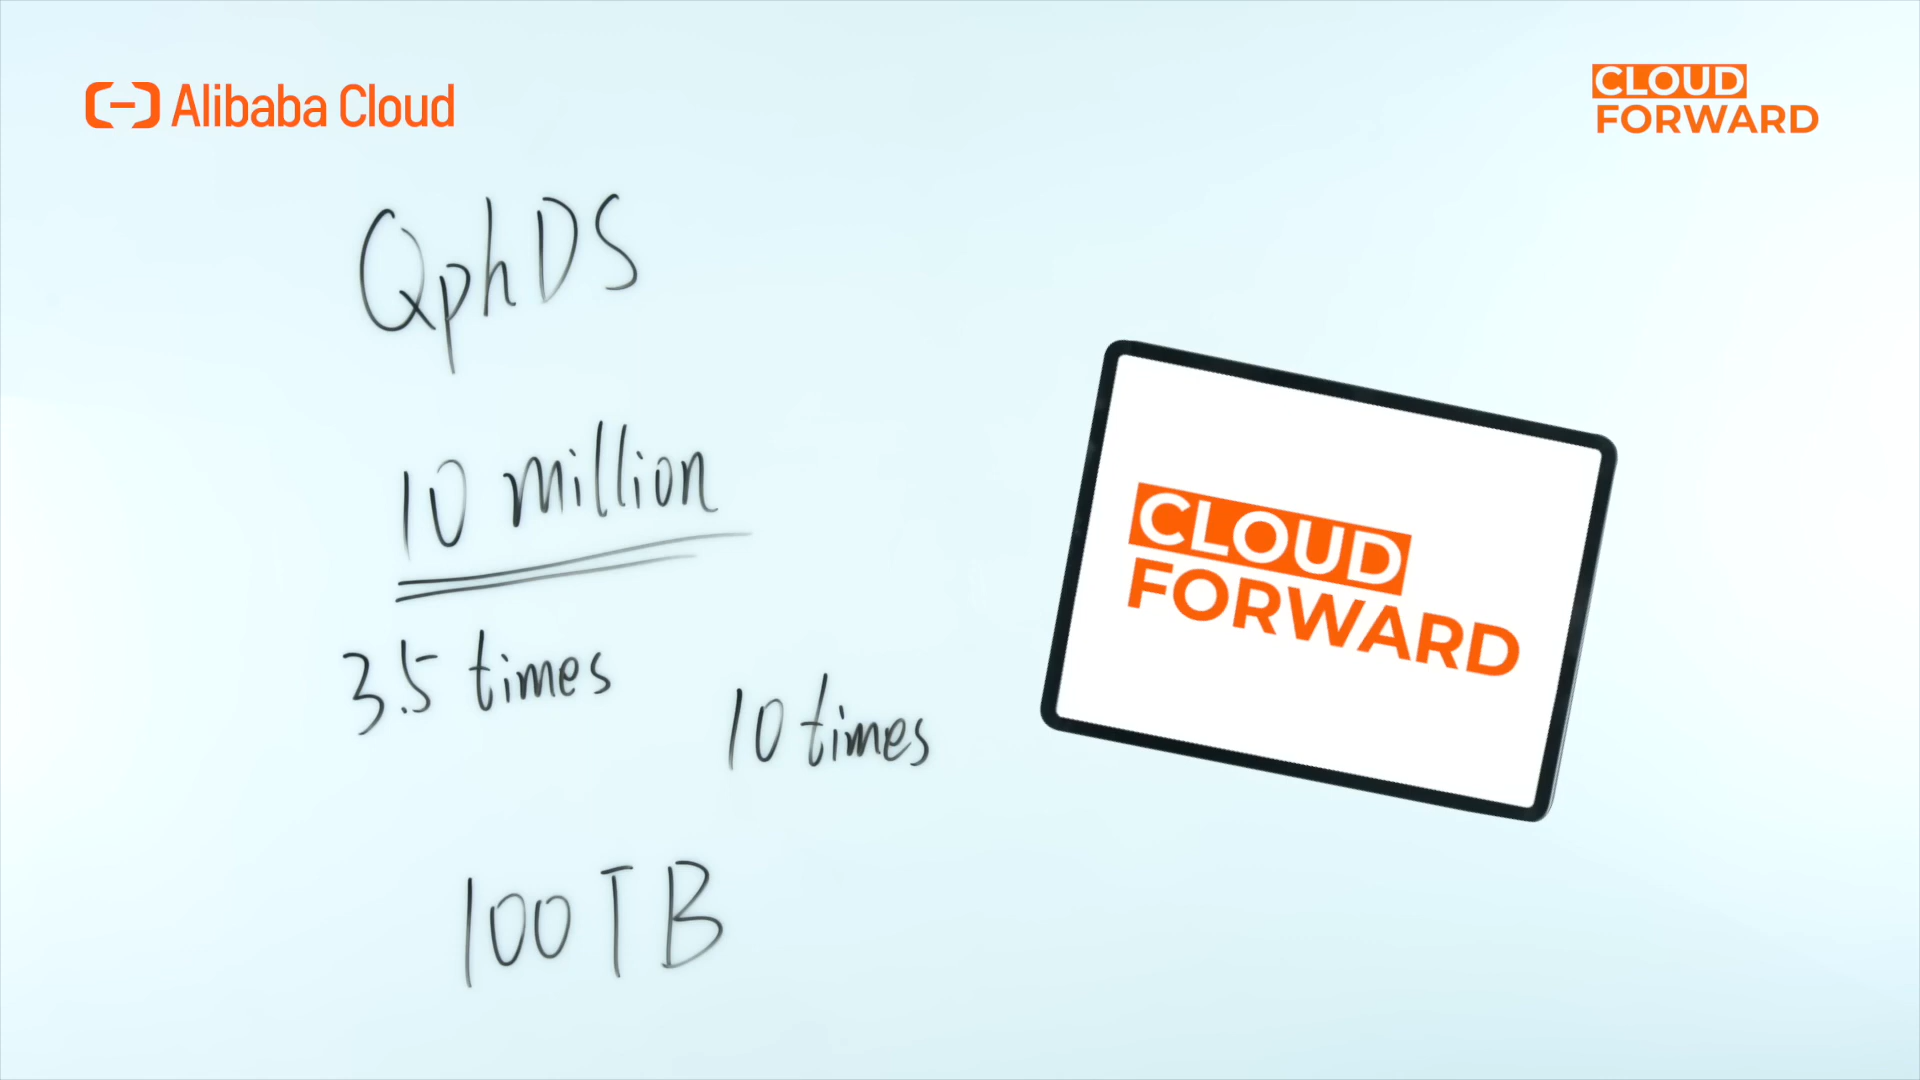 Alibaba Cloud
CLOUD
FORWARD
QphDS
10 million
3.5 times
10 times
100TB
CLOUD
FORWARD